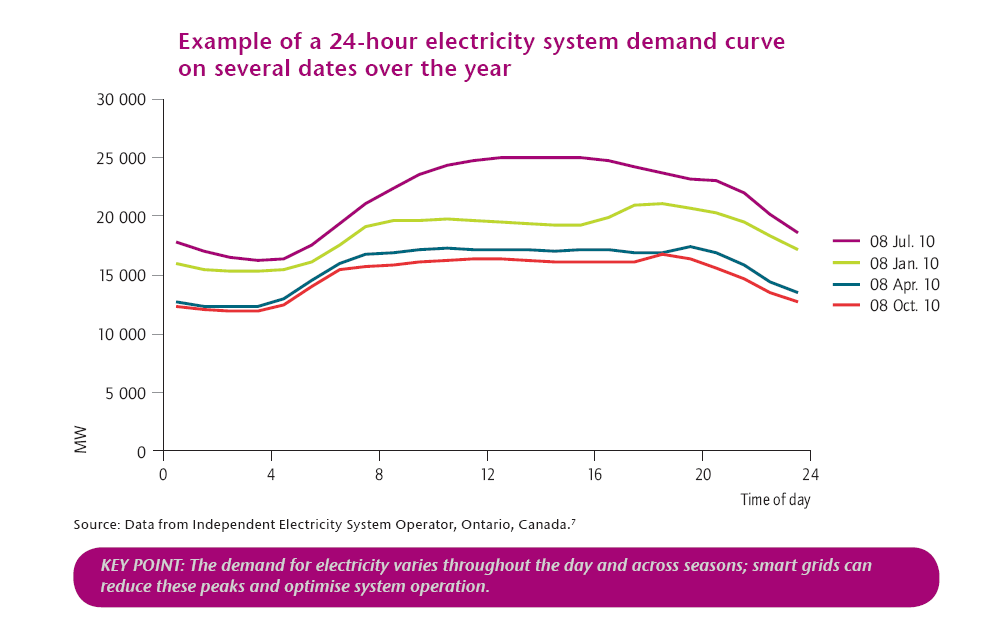 Example of a 24-hour electricity system demand curve
on several dates over the year
30 000
25 000
20 000
15 000
10 000
5 000
0
MW
0 4 8 12 16 20 24
Time of day
08 Jul. 10
08 Jan. 10
08 Apr. 10
08 Oct. 10
Source: Data from Independent Electricity System Operator, Ontario, Canada.⁷
KEY POINT: The demand for electricity varies throughout the day and across seasons; smart grids can
reduce these peaks and optimise system operation.